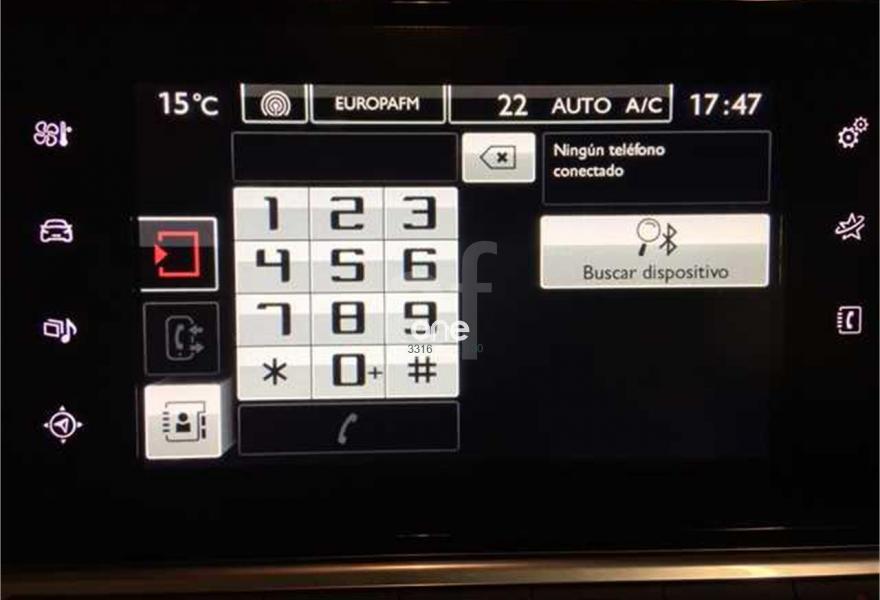 15°C
EUROPAFM
22 AUTO A/C
17:47
Ningún teléfono
conectado
1 2 3
4 5 6
7 8 9
* 0+ #
Buscar dispositivo
one
3316